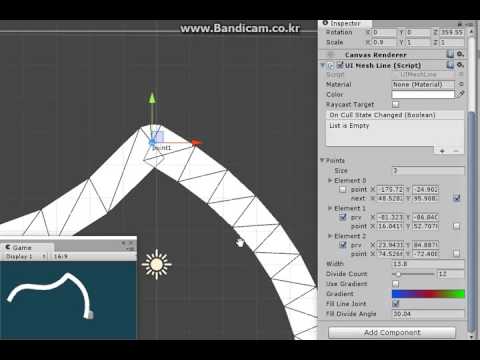 www.Bandicam.co.kr
Inspector
Rotation X 0 Y 0 Z 359.55
Scale X 0.9 Y 1 Z 1
Canvas Renderer
UI Mesh Line (Script)
Script UIMeshLine
Material None (Material)
Color
Raycast Target
On Cull State Changed (Boolean)
List is Empty
+ -
Points
Size 3
Element 0
point X -175.72 Y -24.902
next X 48.5282 Y 95.9082
Element 1
prv X -81.323 Y -86.840
point X 16.0419 Y 52.7078
Element 2
prv X 23.9431 Y 84.8870
point X 74.5266 Y -72.408
Width 13.8
Divide Count 12
Use Gradient
Gradient
Fill Line Joint
Fill Divide Angle 30.04
Add Component
point1
Game
Display 1 16:9